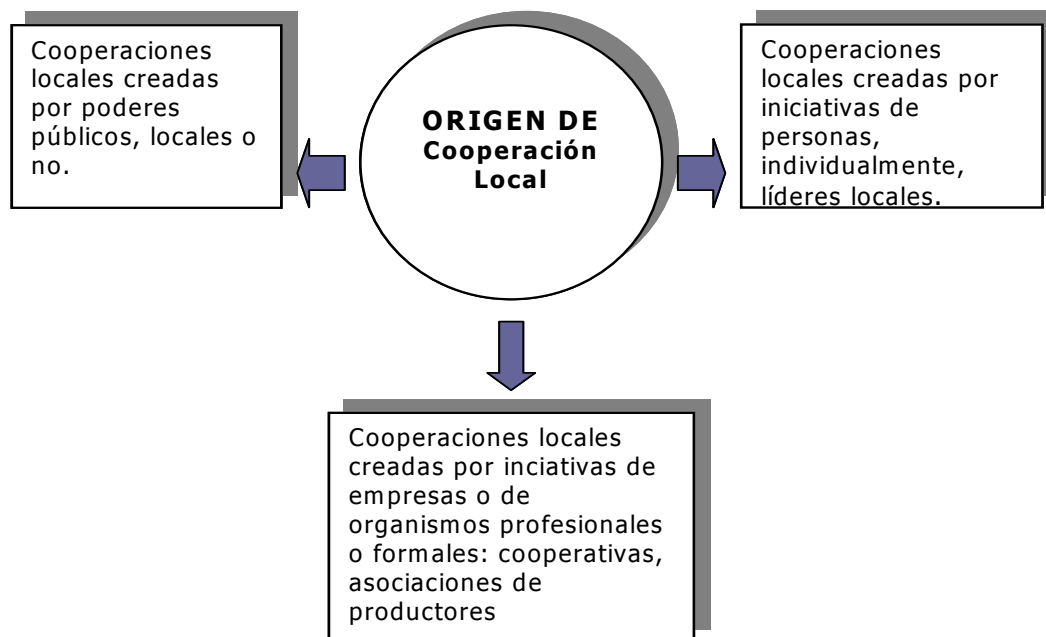 Cooperaciones
locales creadas
por poderes
públicos, locales o
no.
ORIGEN DE
Cooperación
Local
Cooperaciones
locales creadas por
iniciativas de
personas,
individualmente,
líderes locales.
Cooperaciones locales
creadas por inciativas de
empresas o de
organismos profesionales
o formales: cooperativas,
asociaciones de
productores